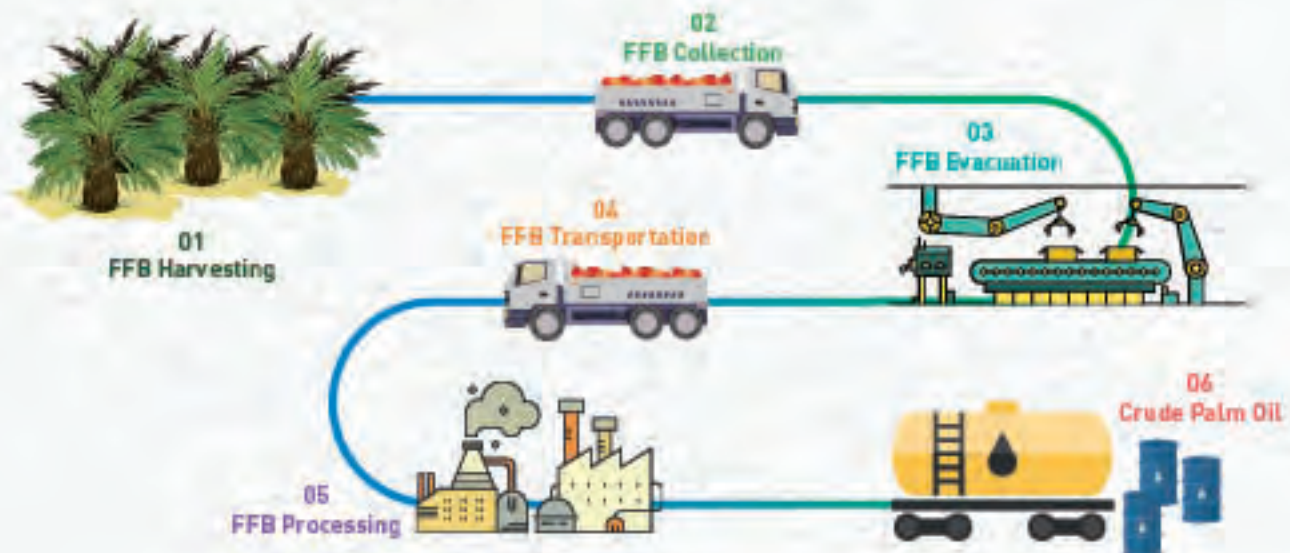 01
FFB Harvesting
02
FFB Collection
03
FFB Evacuation
04
FFB Transportation
05
FFB Processing
06
Crude Palm Oil